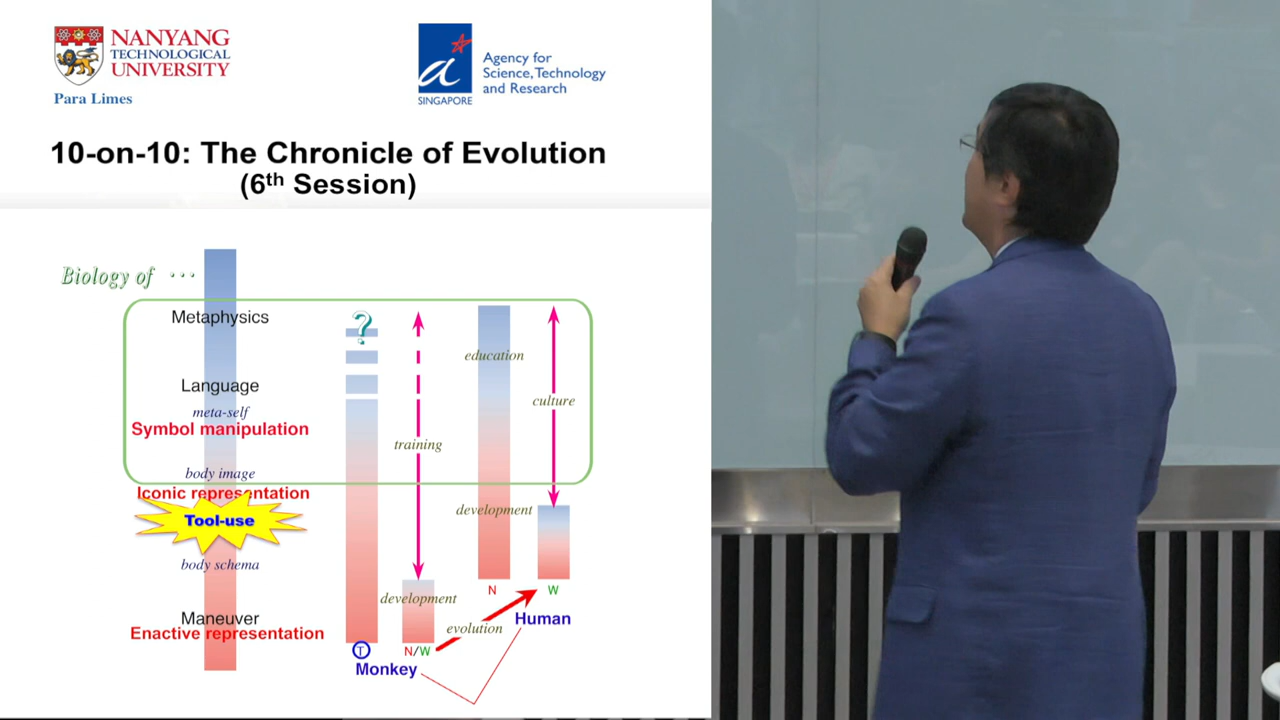 NANYANG
TECHNOLOGICAL
UNIVERSITY
Para Limes
SINGAPORE
Agency for
Science, Technology
and Research
10-on-10: The Chronicle of Evolution
(6th Session)
Biology of ···
Metaphysics
Language
meta-self
Symbol manipulation
body image
Iconic representation
Tool-use
body schema
Maneuver
Enactive representation
?
training
development
T
N/W
Monkey
evolution
education
culture
development
N
W
Human